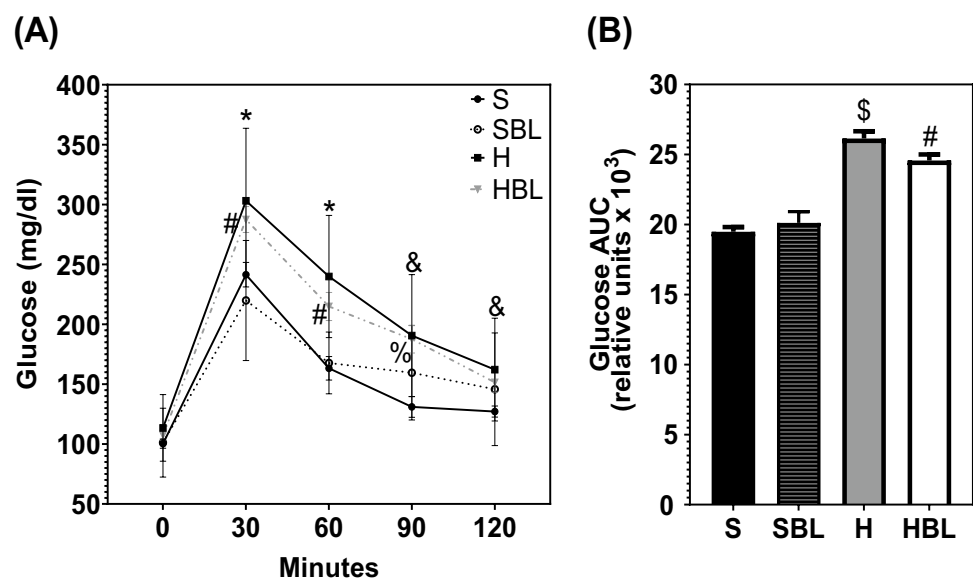 (A)
400
350
300
250
200
150
100
50
Glucose (mg/dl)
S
SBL
H
HBL
*
#
*
#
&
%
&
0 30 60 90 120
Minutes
(B)
30
25
20
15
10
5
0
Glucose AUC
(relative units x 10³)
$
#
S SBL H HBL